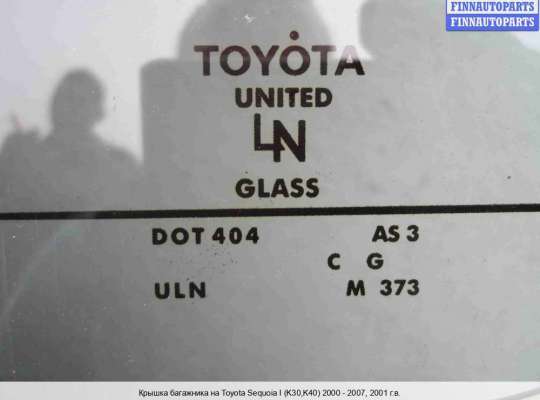 FINNAUTOPARTS
FINNAUTOPARTS
TOYOTA
UNITED
LN
GLASS
DOT 404 AS 3
C G
ULN M 373
Крышка багажника на Toyota Sequoia I (K30,K40) 2000 - 2007, 2001 г.в.